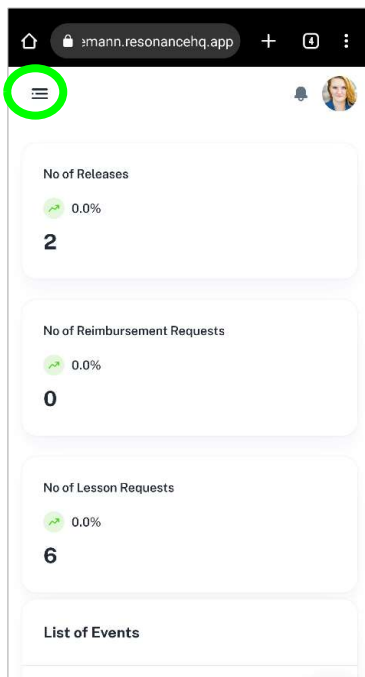 emann.resonancehq.app
4
No of Releases
0.0%
2
No of Reimbursement Requests
0.0%
0
No of Lesson Requests
0.0%
6
List of Events